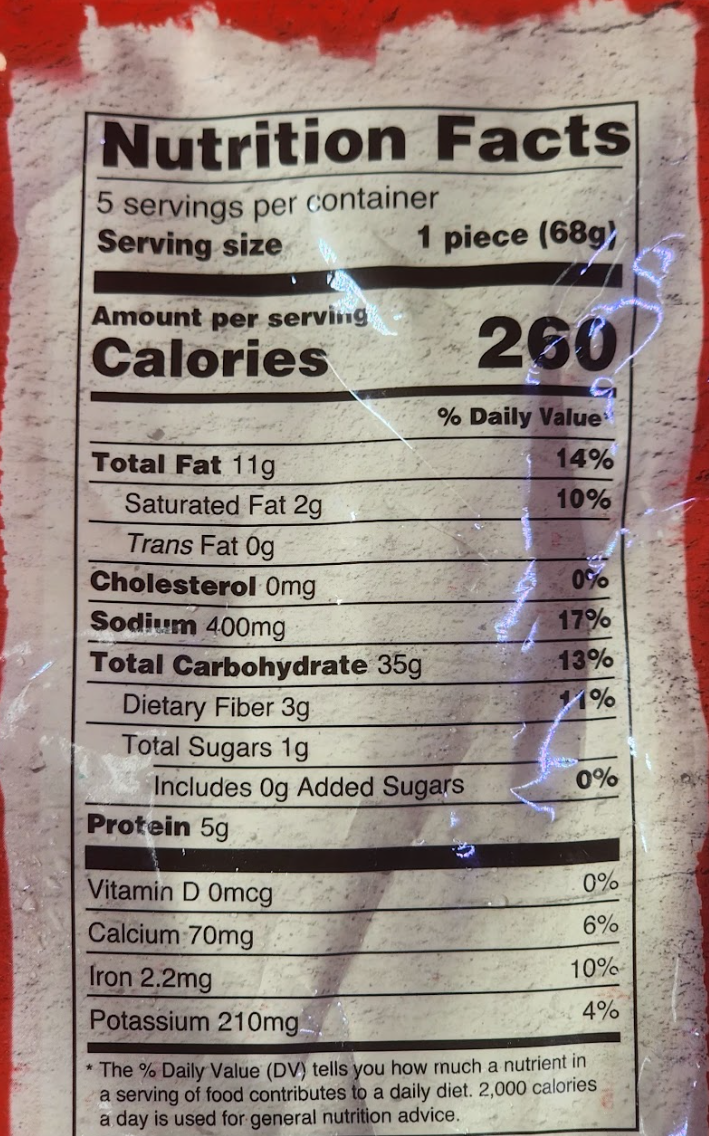 Nutrition Facts
5 servings per container
Serving size 1 piece (68g)
Amount per serving
Calories 260
% Daily Value*
Total Fat 11g 14%
Saturated Fat 2g 10%
Trans Fat 0g
Cholesterol 0mg 0%
Sodium 400mg 17%
Total Carbohydrate 35g 13%
Dietary Fiber 3g 11%
Total Sugars 1g
Includes 0g Added Sugars 0%
Protein 5g
Vitamin D 0mcg 0%
Calcium 70mg 6%
Iron 2.2mg 10%
Potassium 210mg 4%
* The % Daily Value (DV) tells you how much a nutrient in
a serving of food contributes to a daily diet. 2,000 calories
a day is used for general nutrition advice.